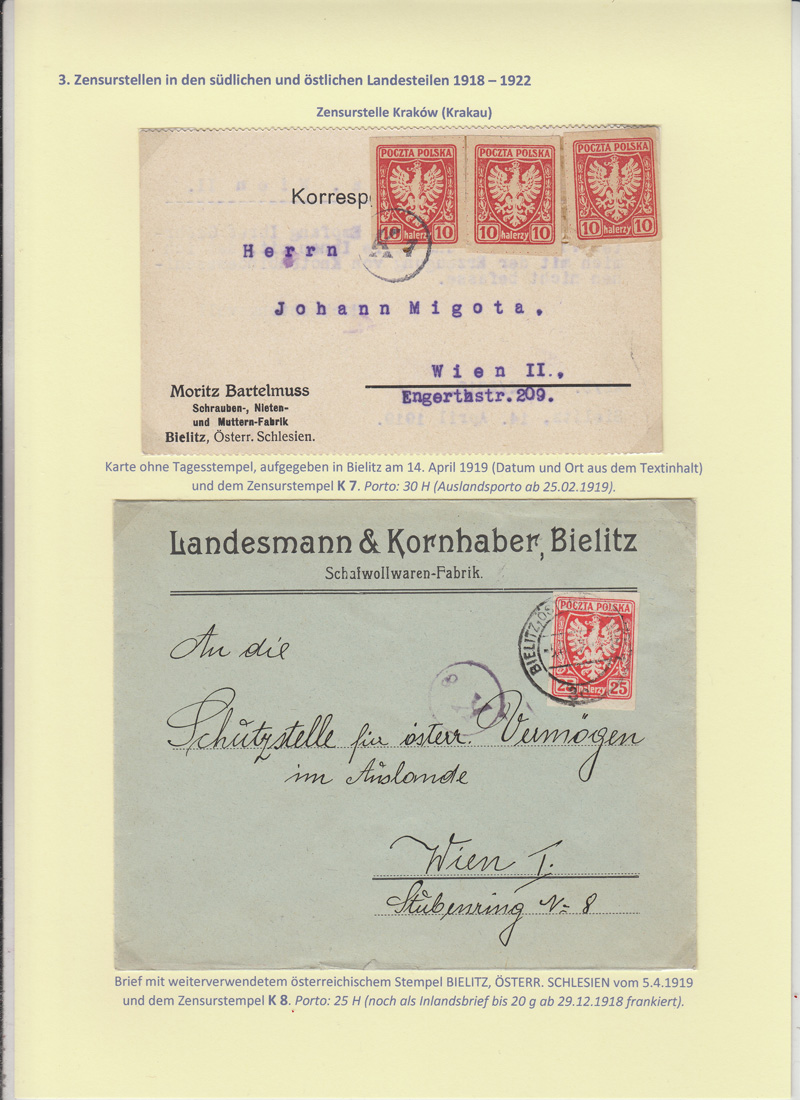 3. Zensurstellen in den südlichen und östlichen Landesteilen 1918 – 1922
Zensurstelle Kraków (Krakau)
POCZTA POLSKA POCZTA POLSKA POCZTA POLSKA
Korresp
10 halerzy 10 10 halerzy 10 10 halerzy 10
Herrn
Johann Migota.
Wien II.,
Engerthstr.209.
Moritz Bartelmuss
Schrauben-, Nieten-
und Muttern-Fabrik
Bielitz, Österr. Schlesien.
Karte ohne Tagesstempel, aufgegeben in Bielitz am 14. April 1919 (Datum und Ort aus dem Textinhalt)
und dem Zensurstempel K 7. Porto: 30 H (Auslandsporto ab 25.02.1919).
Landesmann & Kornhaber, Bielitz
Schafwollwaren-Fabrik.
POCZTA POLSKA
BIELITZ, ÖS
25 halerzy 25
An die
K 8
Schutzstelle für österr. Vermögen
im Auslande
Wien I.
Stubenring № 8
Brief mit weiterverwendetem österreichischem Stempel BIELITZ, ÖSTERR. SCHLESIEN vom 5.4.1919
und dem Zensurstempel K 8. Porto: 25 H (noch als Inlandsbrief bis 20 g ab 29.12.1918 frankiert).